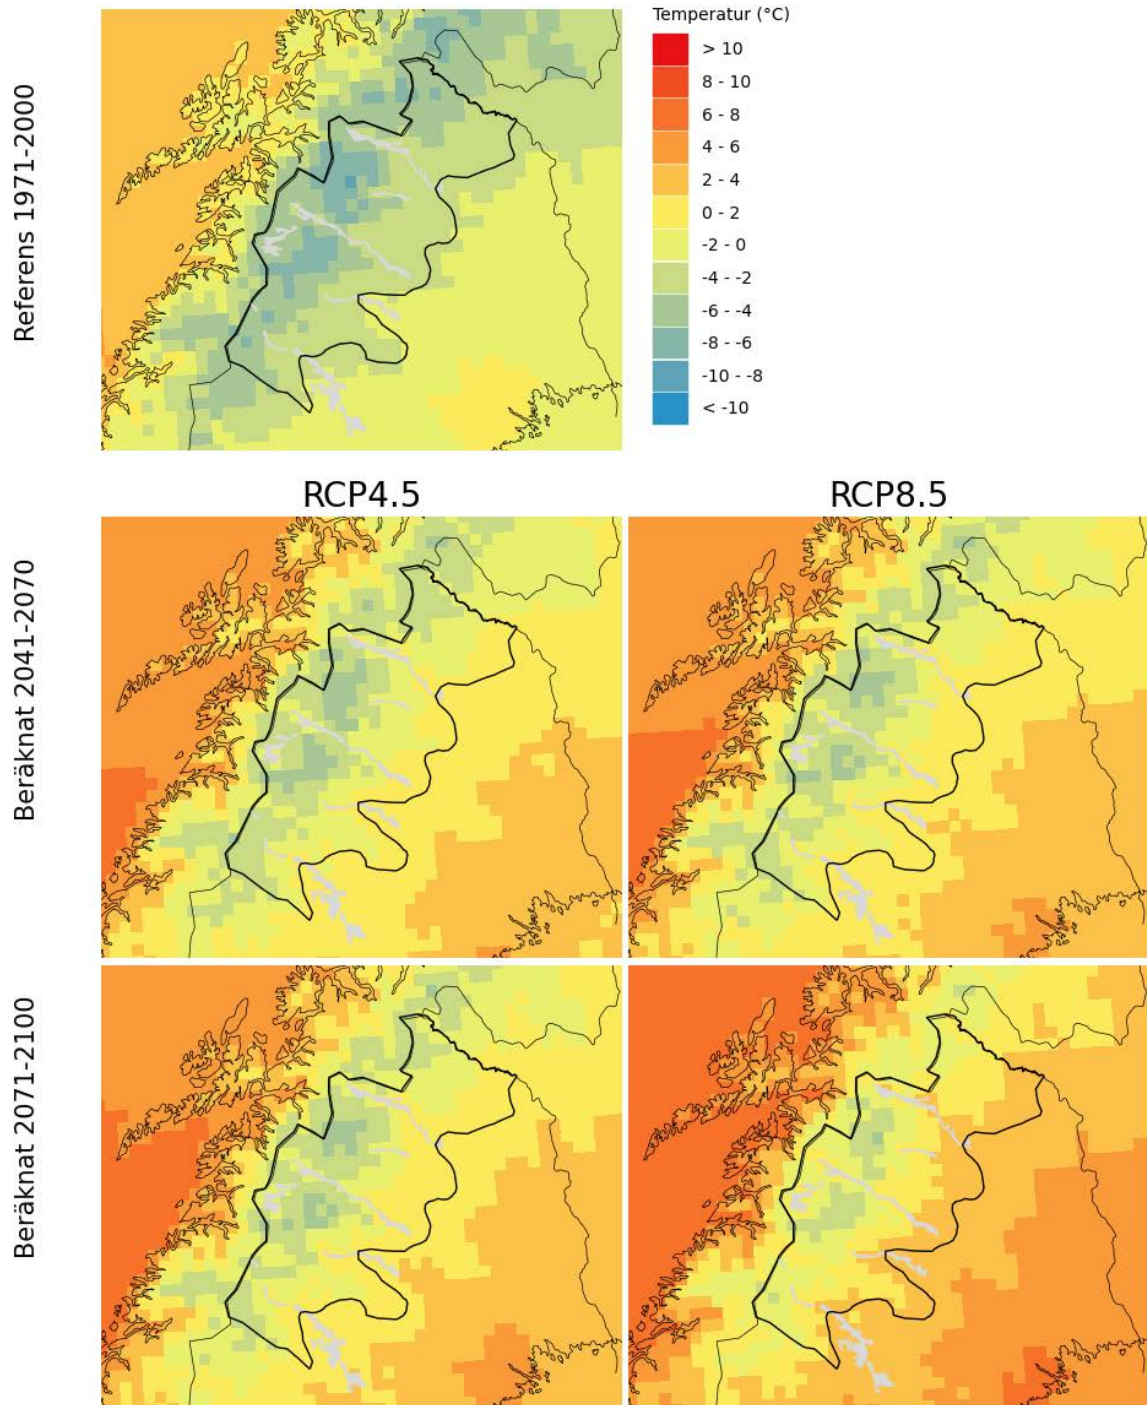 Temperatur (°C)
> 10
8 - 10
6 - 8
4 - 6
2 - 4
0 - 2
-2 - 0
-4 - -2
-6 - -4
-8 - -6
-10 - -8
< -10
Referens 1971-2000
RCP4.5
RCP8.5
Beräknat 2041-2070
Beräknat 2071-2100